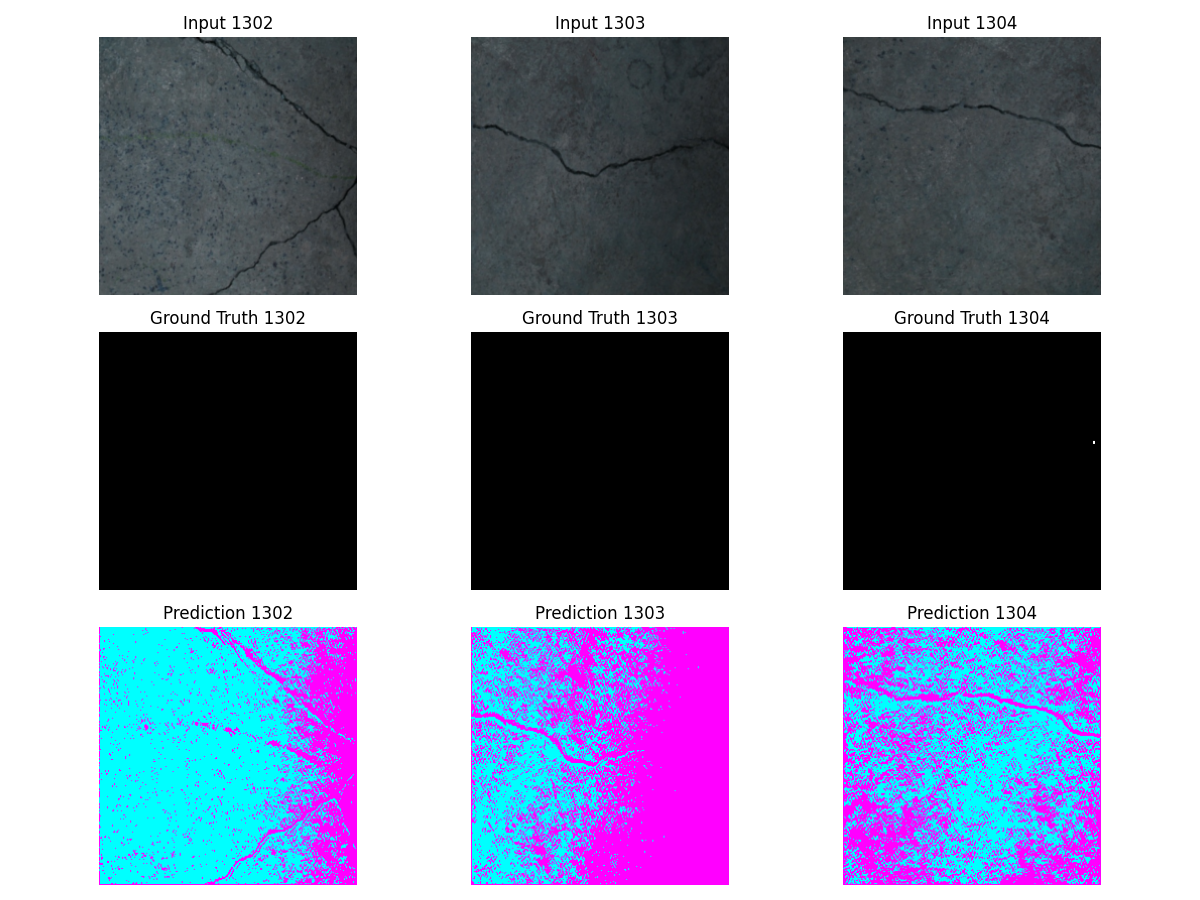 Input 1302
Input 1303
Input 1304
Ground Truth 1302
Ground Truth 1303
Ground Truth 1304
Prediction 1302
Prediction 1303
Prediction 1304